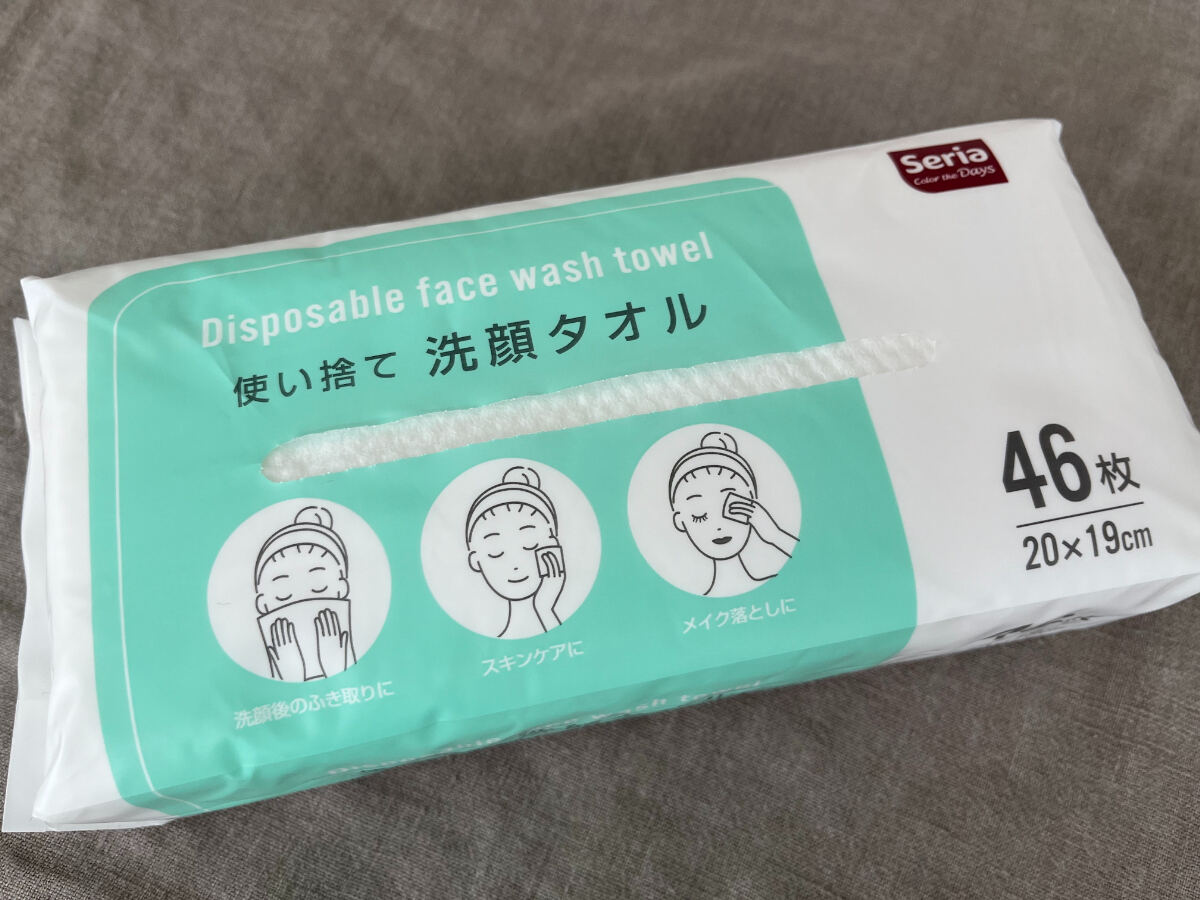 Seria
Color the Days
Disposable face wash towel
使い捨て 洗顔タオル
46枚
20×19cm
洗顔後のふき取りに
スキンケアに
メイク落としに